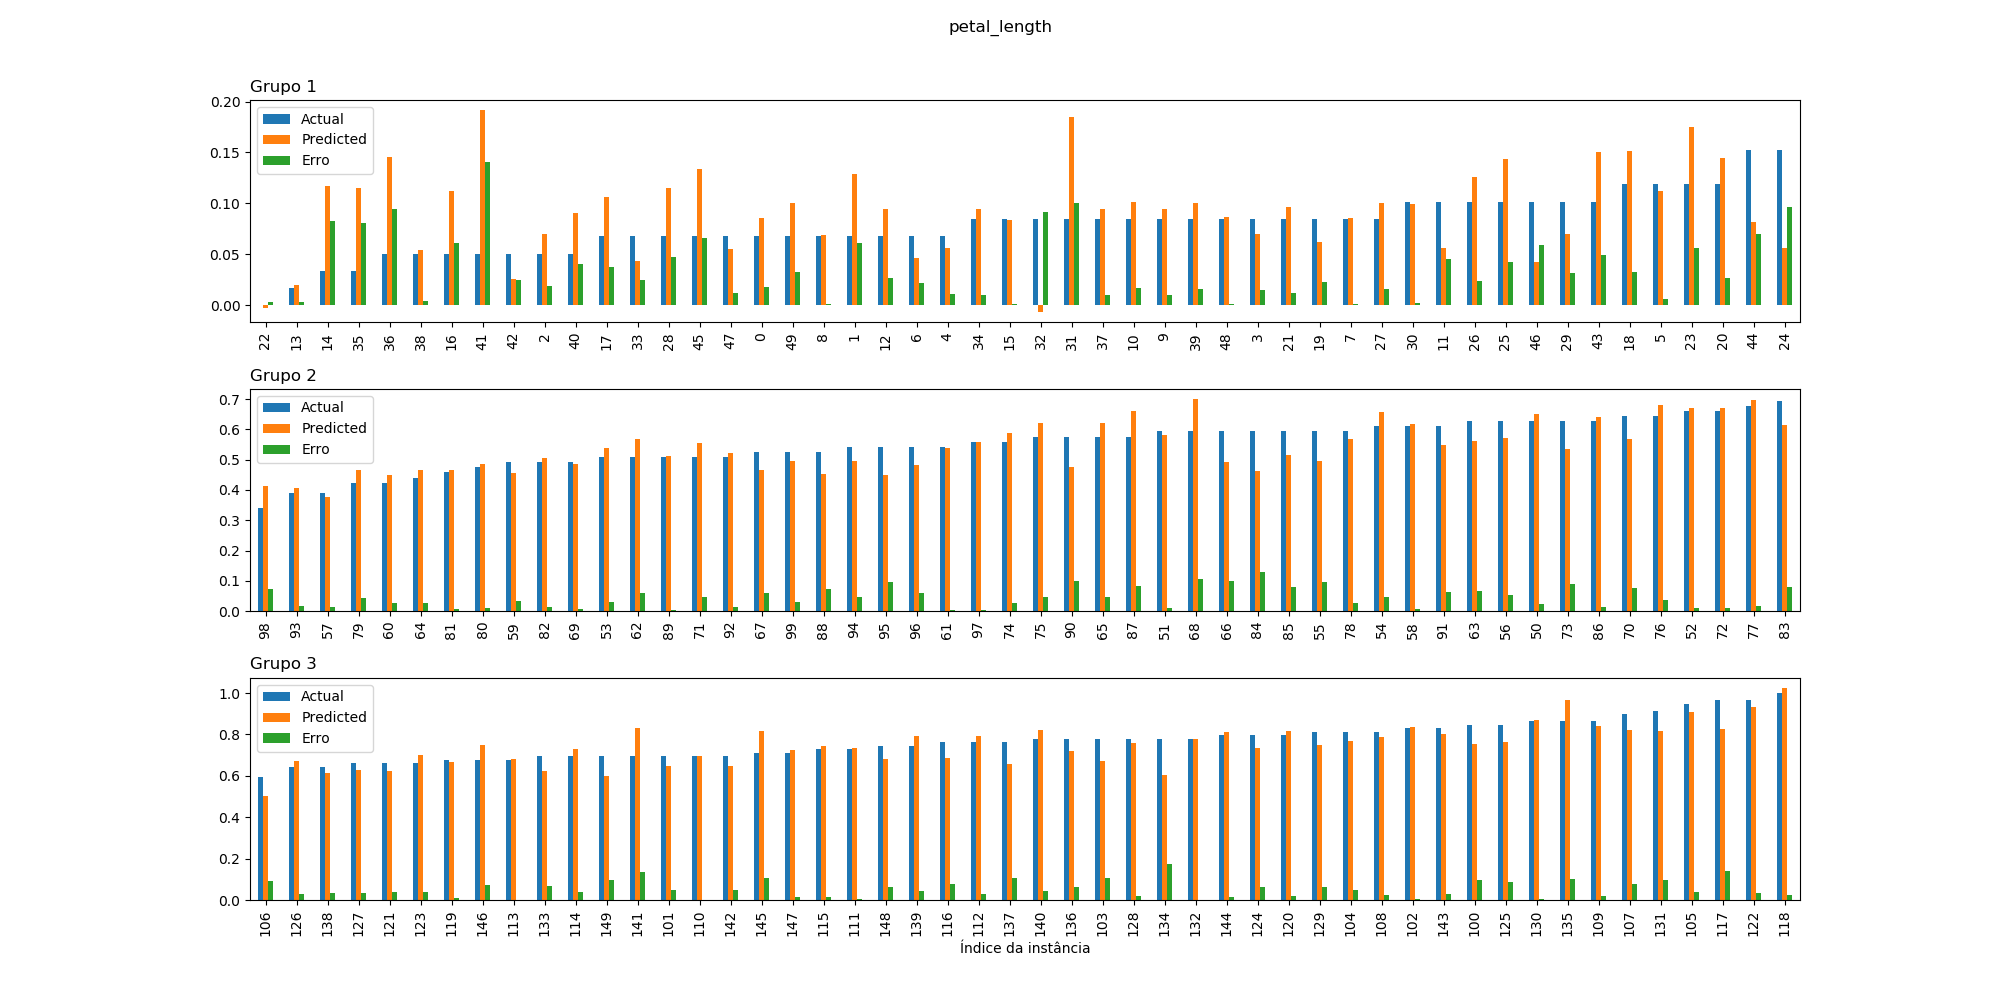 petal_length
Grupo 1
0.20
0.15
0.10
0.05
0.00
Actual
Predicted
Erro
22 13 14 35 36 38 16 41 42 2 40 17 33 28 45 47 0 49 8 1 12 6 4 34 15 32 31 37 10 9 39 48 3 21 19 7 27 30 11 26 25 46 29 43 18 5 23 20 44 24
Grupo 2
0.7
0.6
0.5
0.4
0.3
0.2
0.1
0.0
Actual
Predicted
Erro
98 93 57 79 60 64 81 80 59 82 69 53 62 89 71 92 67 99 88 94 95 96 61 97 74 75 90 65 87 51 68 66 84 85 55 78 54 58 91 63 56 50 73 86 70 76 52 72 77 83
Grupo 3
1.0
0.8
0.6
0.4
0.2
0.0
Actual
Predicted
Erro
106 126 138 127 121 123 119 146 113 133 114 149 141 101 110 142 145 147 115 111 148 139 116 112 137 140 136 103 128 134 132 144 124 120 129 104 108 102 143 100 125 130 135 109 107 131 105 117 122 118
Índice da instância